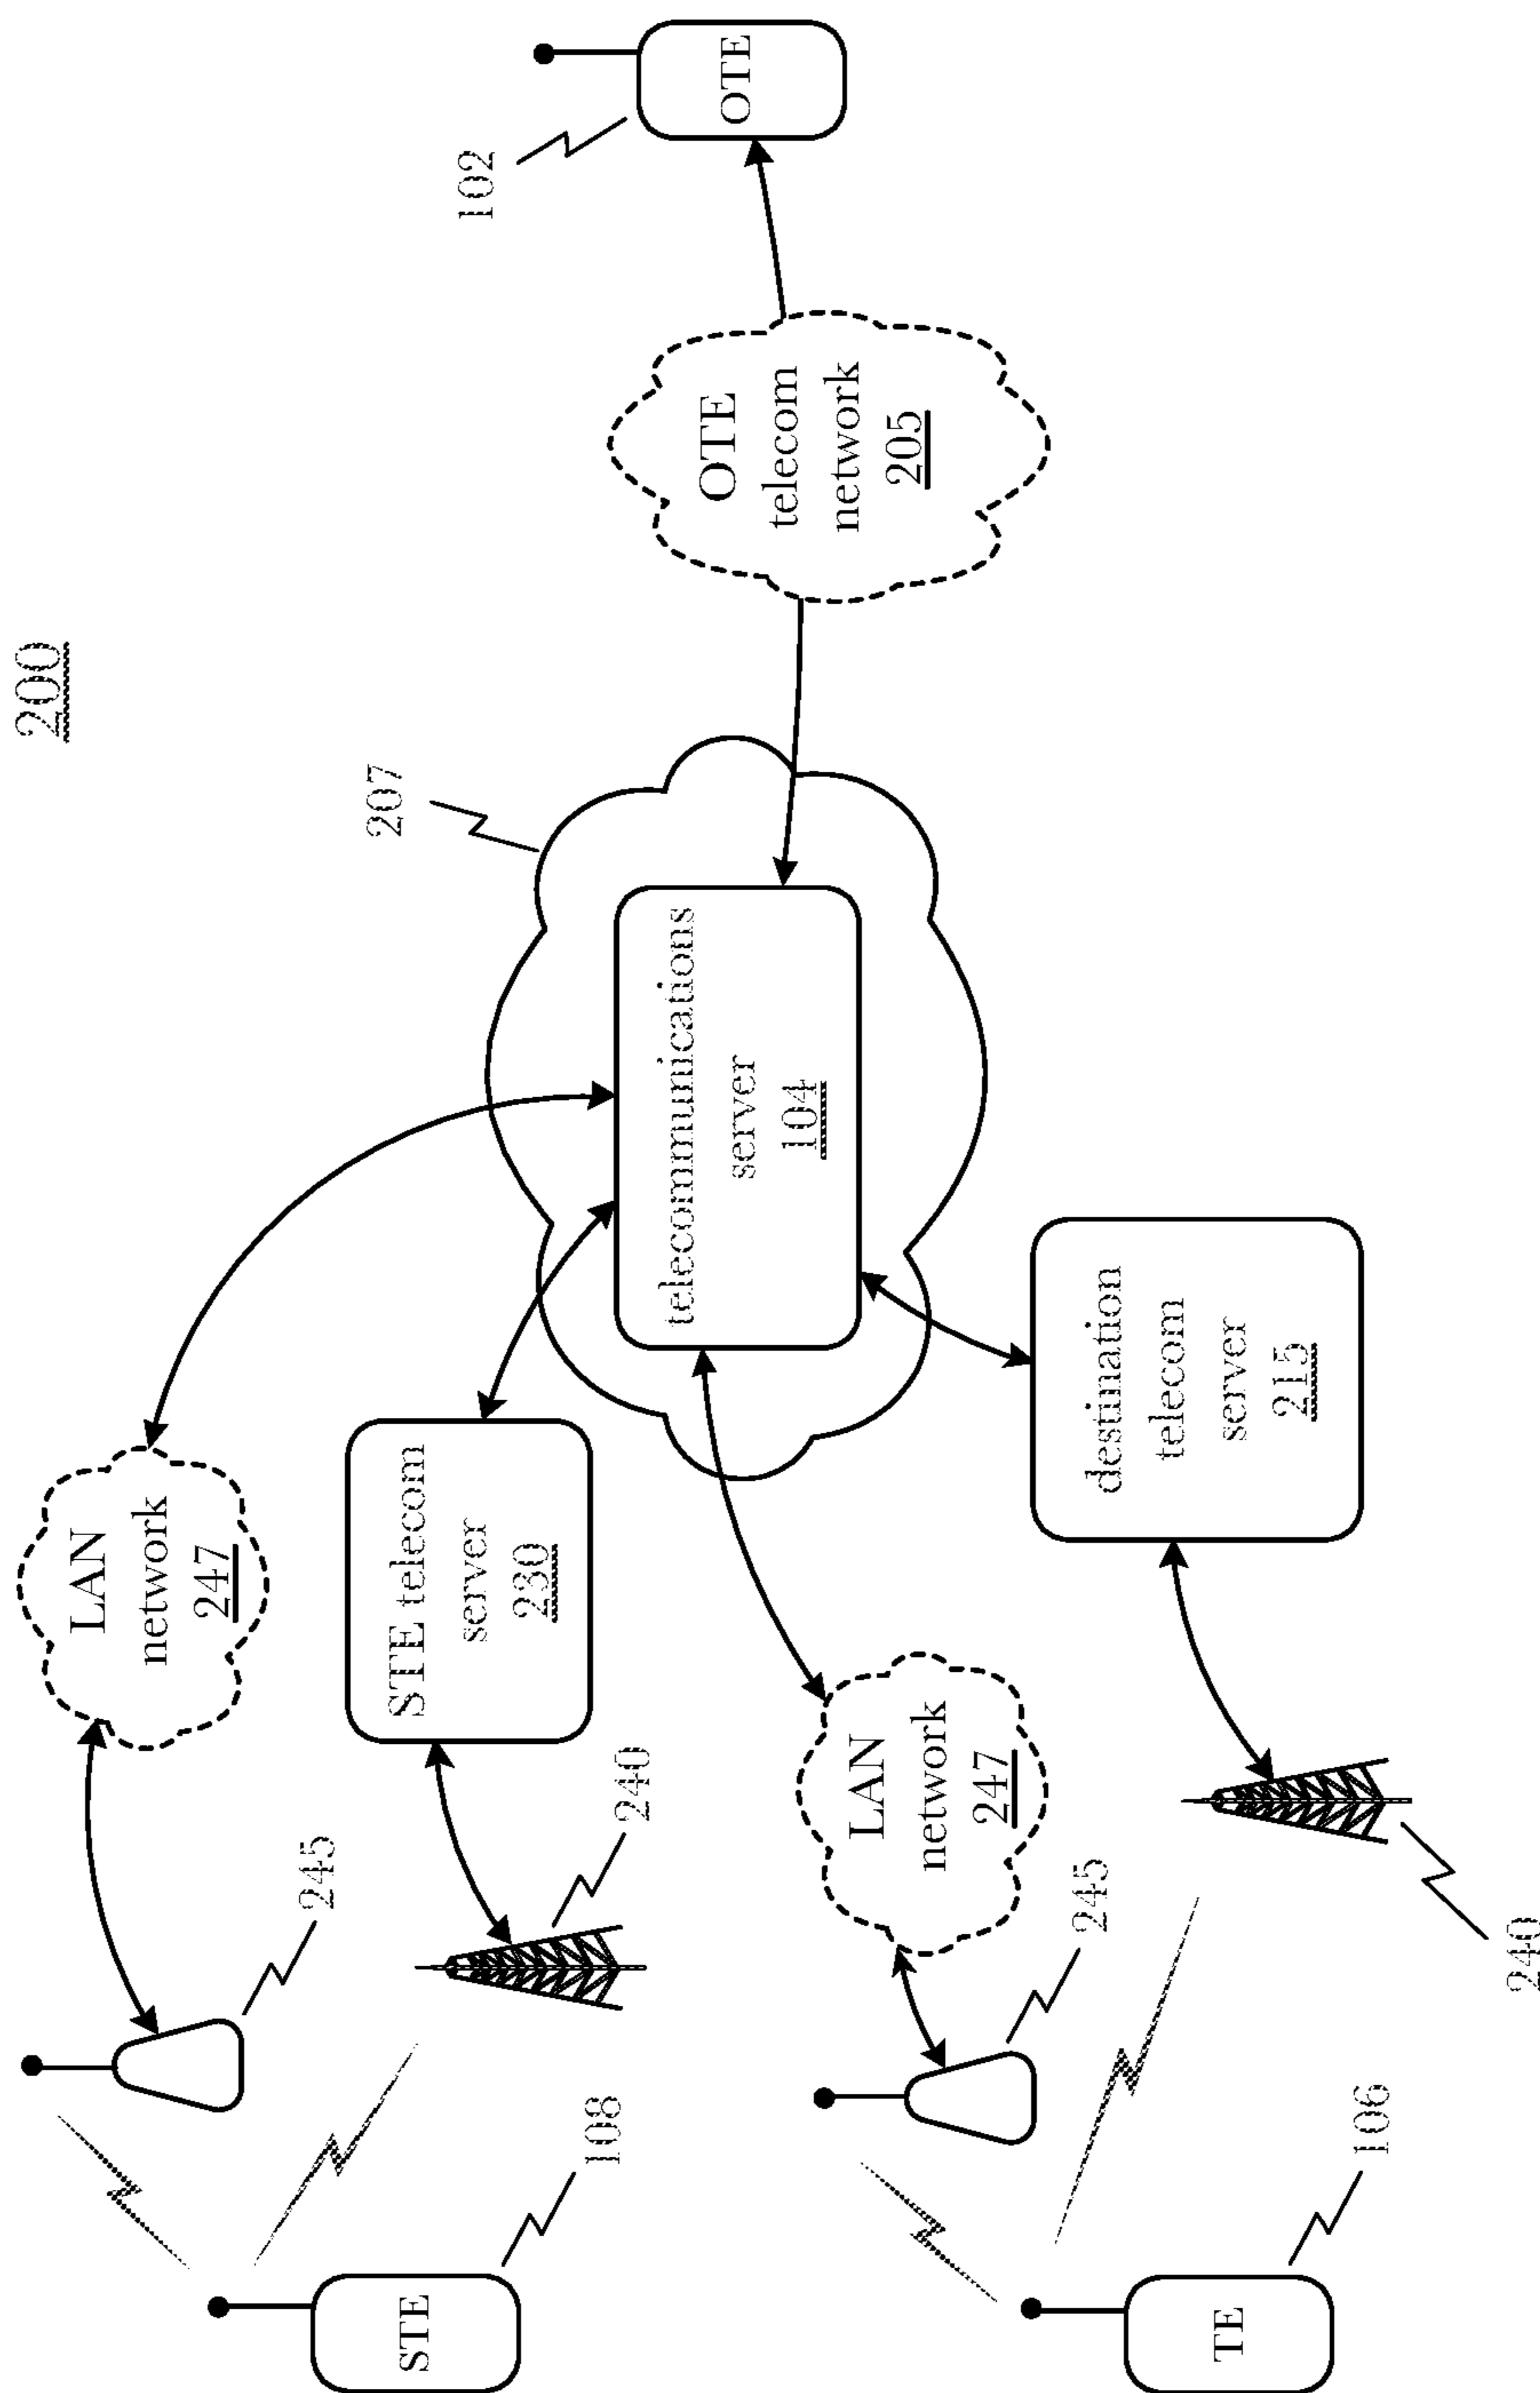 200
LAN
network
247
245
STE
108
STE telecom
server
230
240
207
telecommunications
server
104
OTE
telecom
network
205
102
OTE
LAN
network
247
245
TE
106
destination
telecom
server
215
240